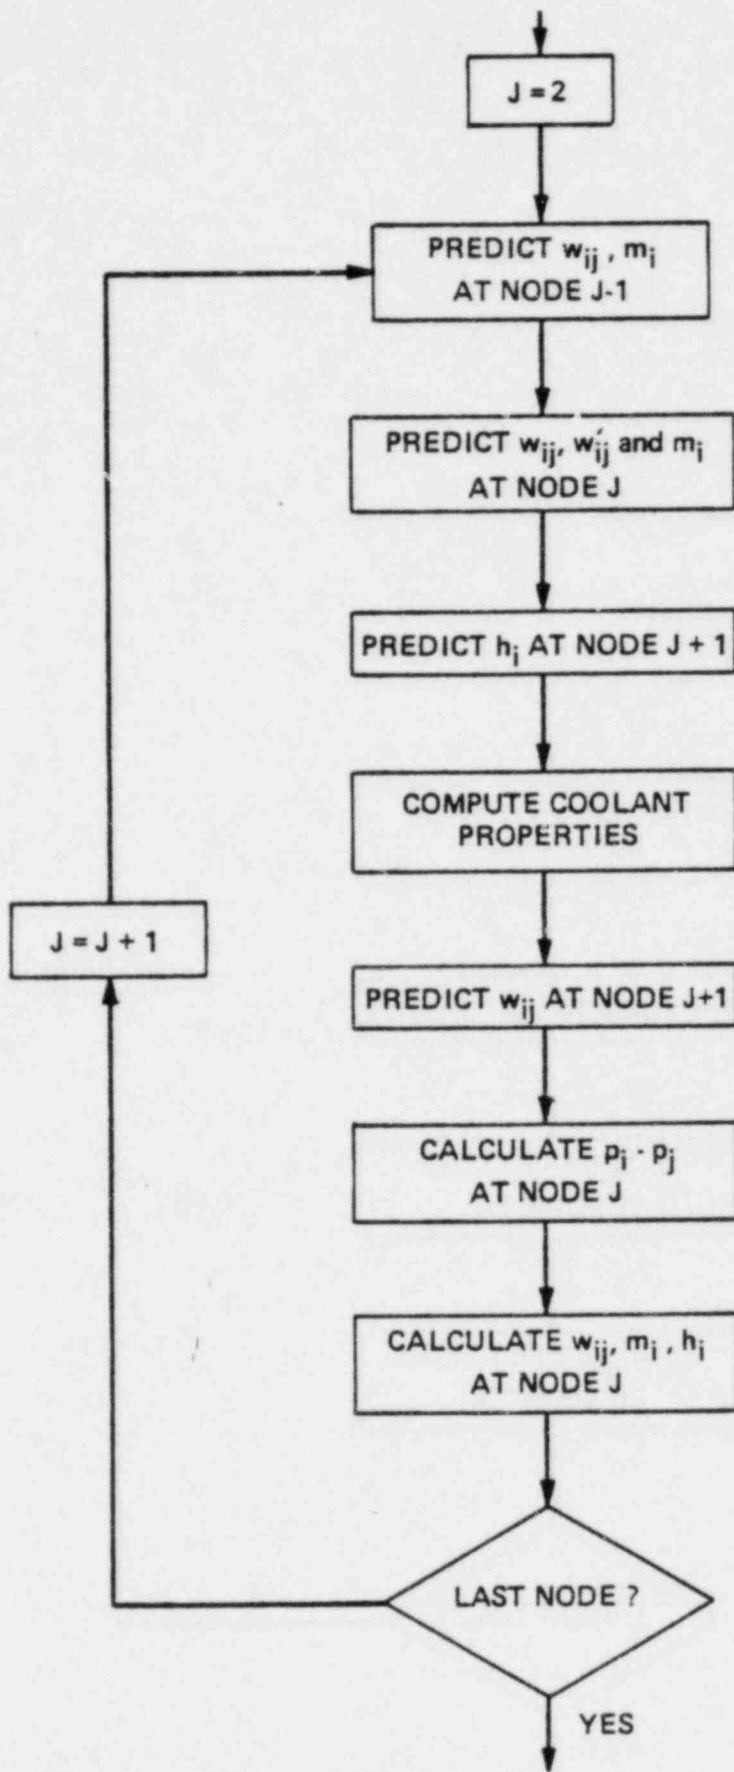 J = 2
PREDICT wij , mi
AT NODE J-1
PREDICT wij, w′ij and mi
AT NODE J
PREDICT hi AT NODE J + 1
COMPUTE COOLANT
PROPERTIES
J = J + 1
PREDICT wij AT NODE J+1
CALCULATE pi - pj
AT NODE J
CALCULATE wij, mi , hi
AT NODE J
LAST NODE ?
YES